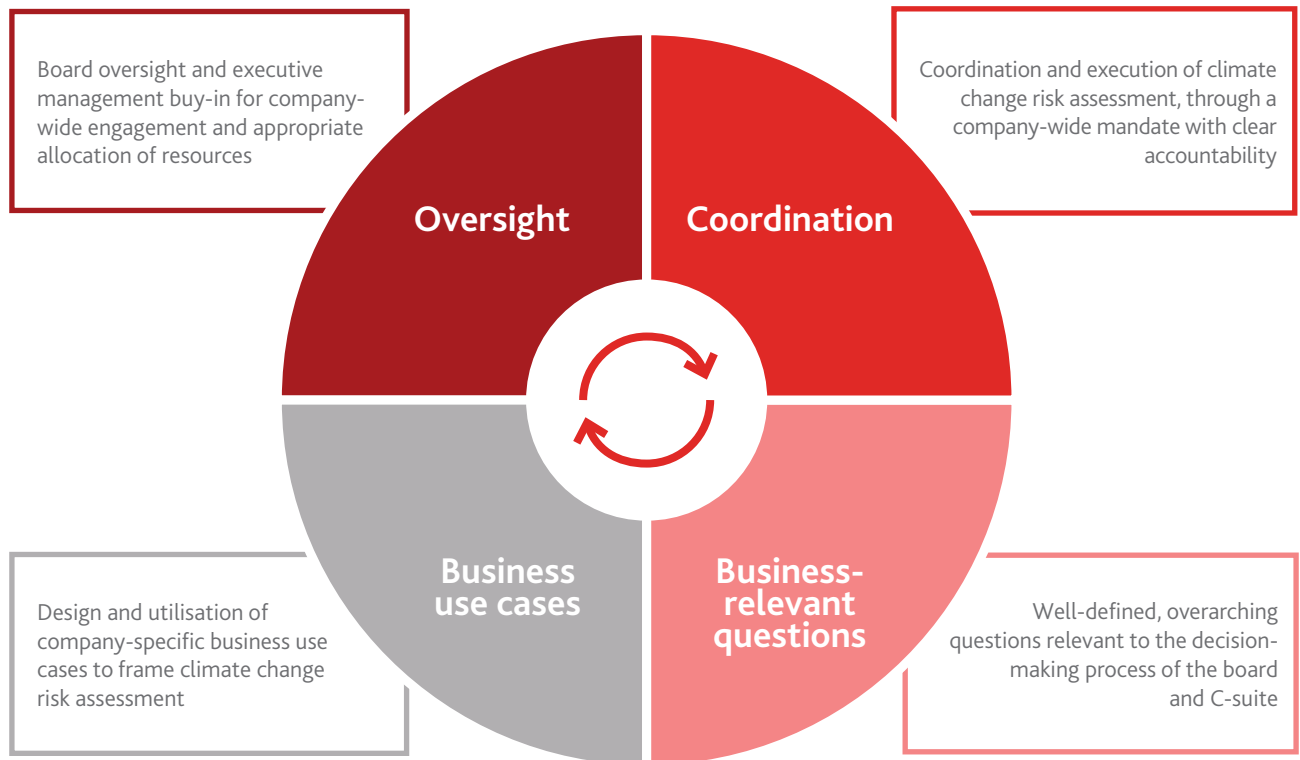 Board oversight and executive
management buy-in for company-
wide engagement and appropriate
allocation of resources
Coordination and execution of climate
change risk assessment, through a
company-wide mandate with clear
accountability
Oversight
Coordination
Business
use cases
Business-
relevant
questions
Design and utilisation of
company-specific business use
cases to frame climate change
risk assessment
Well-defined, overarching
questions relevant to the decision-
making process of the board
and C-suite